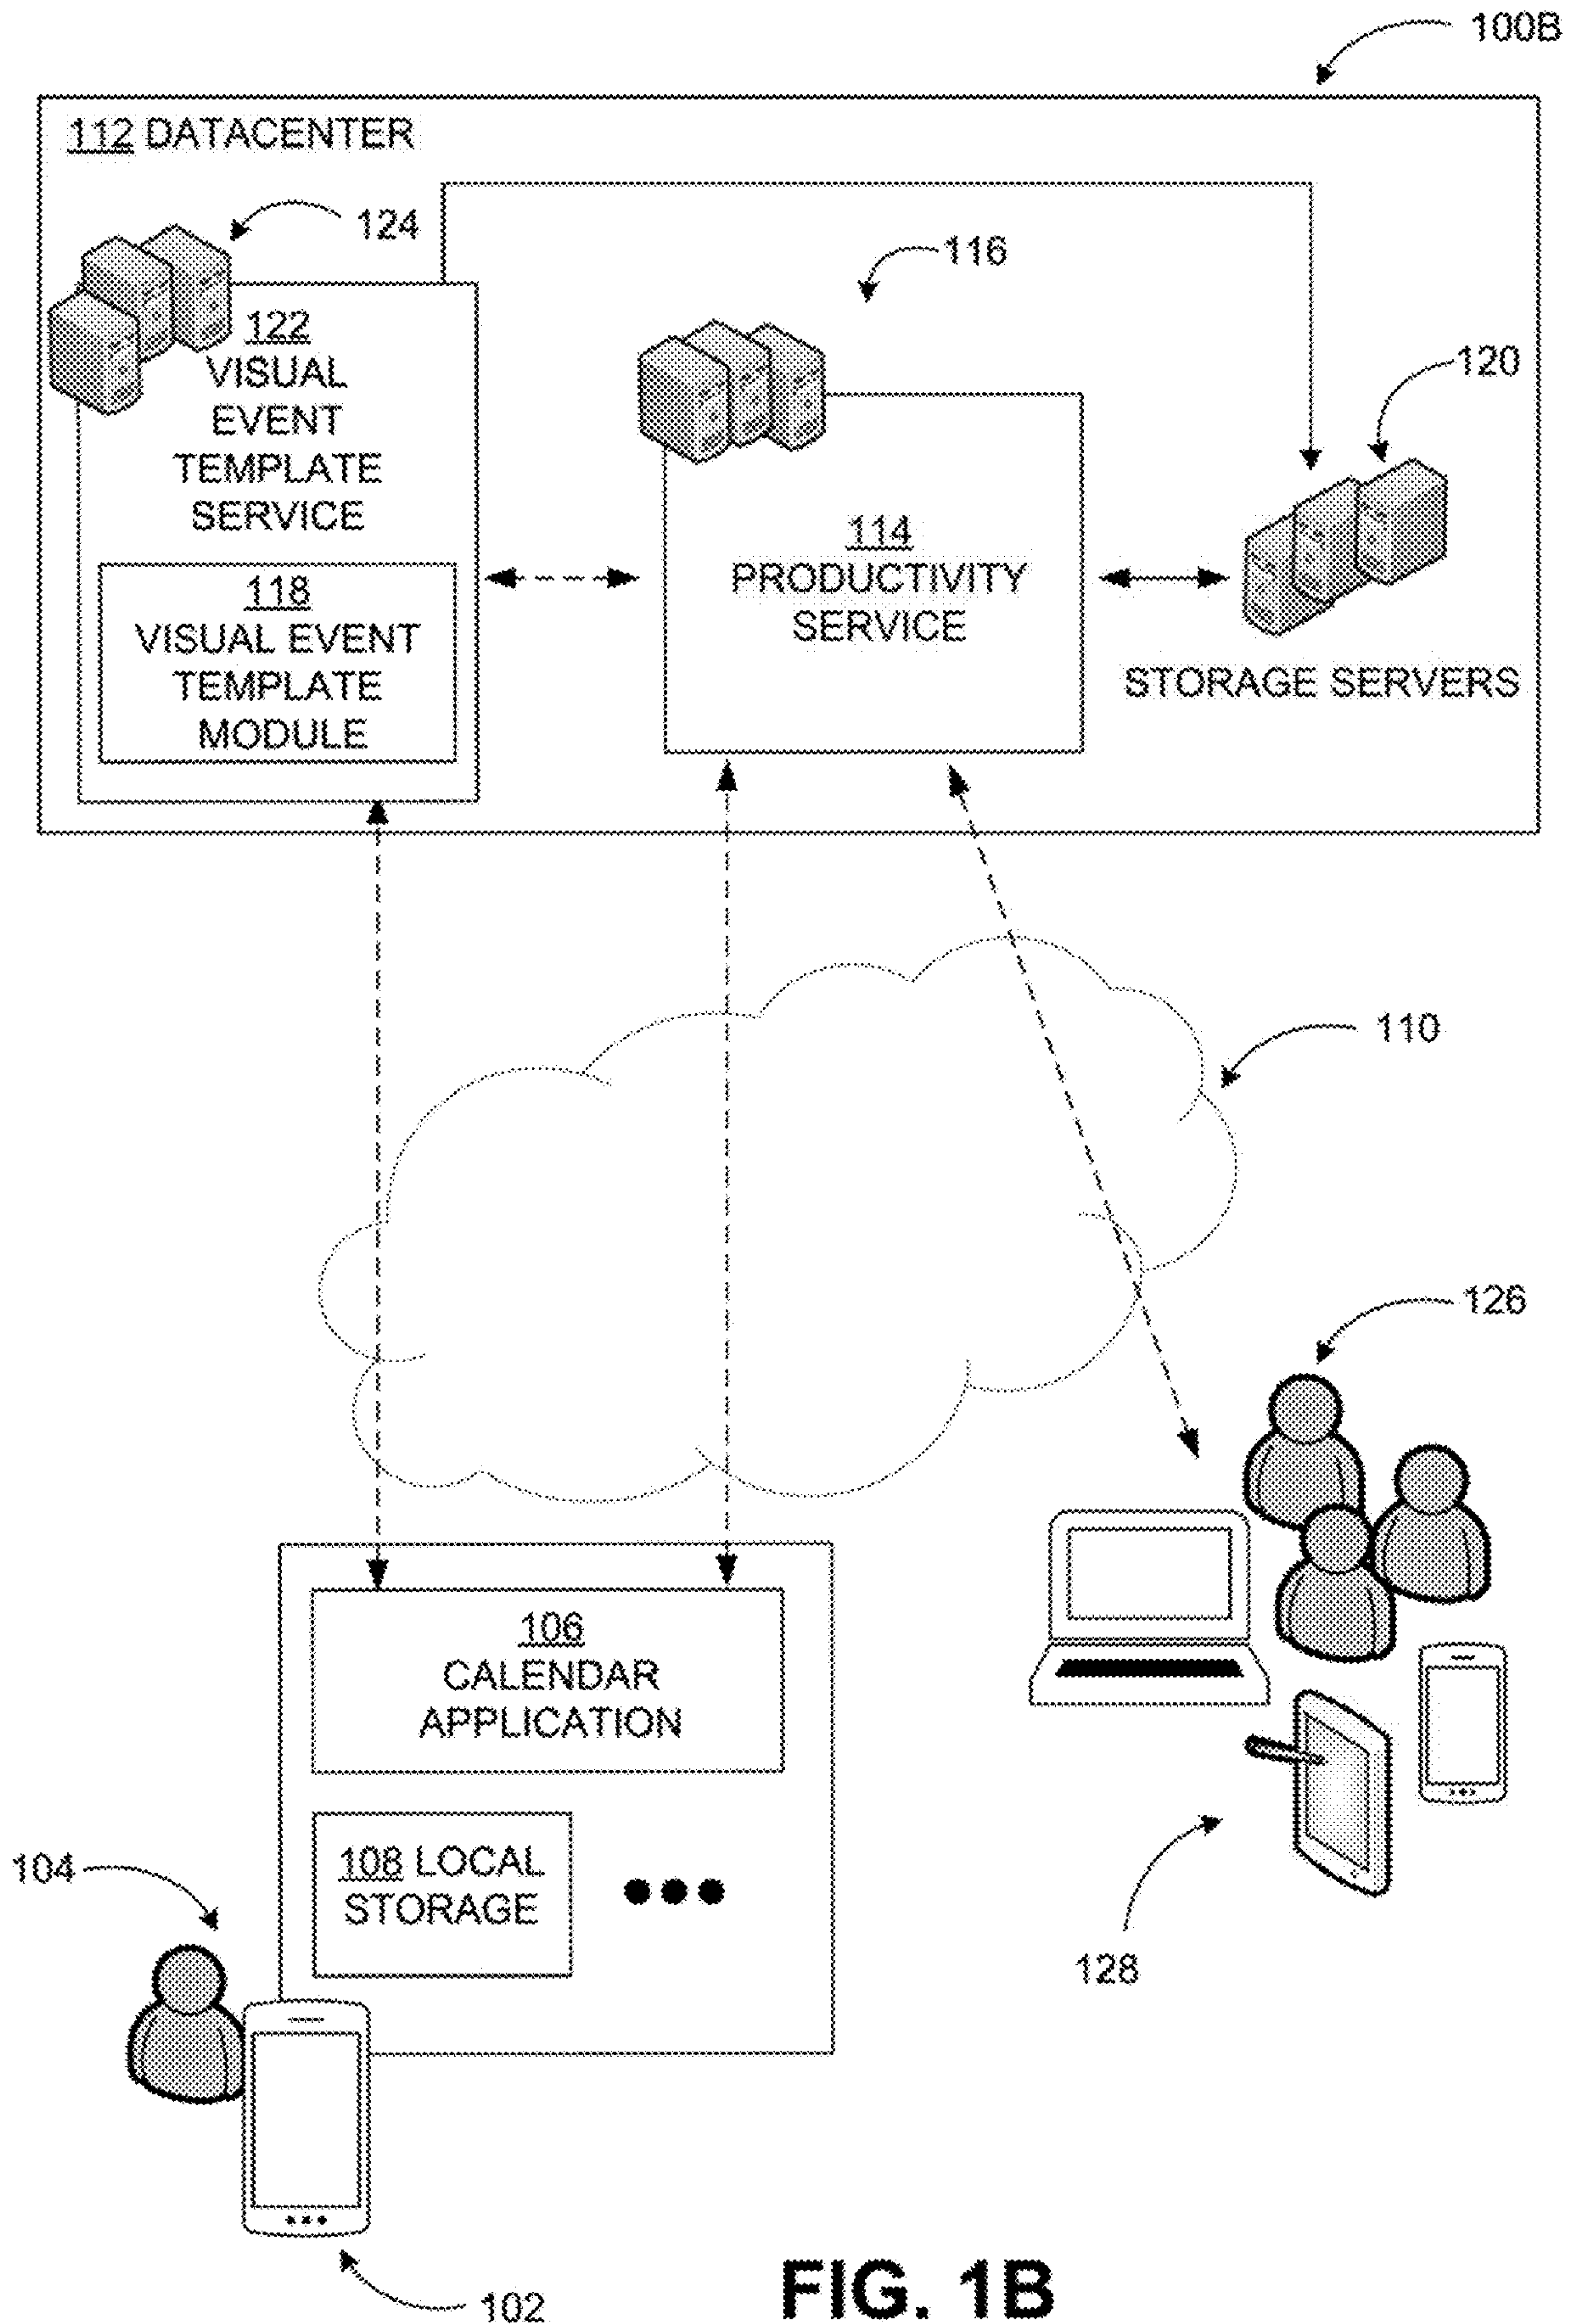 100B
112 DATACENTER
124
116
122
VISUAL
EVENT
TEMPLATE
SERVICE
120
118
VISUAL EVENT
TEMPLATE
MODULE
114
PRODUCTIVITY
SERVICE
STORAGE SERVERS
110
126
106
CALENDAR
APPLICATION
108 LOCAL
STORAGE
104
128
102
FIG. 1B